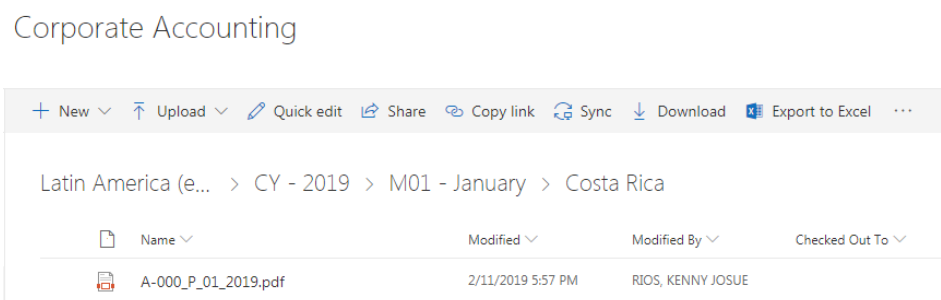 Corporate Accounting
New Upload Quick edit Share Copy link Sync Download Export to Excel ...
Latin America (e... > CY - 2019 > M01 - January > Costa Rica
Name Modified Modified By Checked Out To
A-000_P_01_2019.pdf 2/11/2019 5:57 PM RIOS, KENNY JOSUE